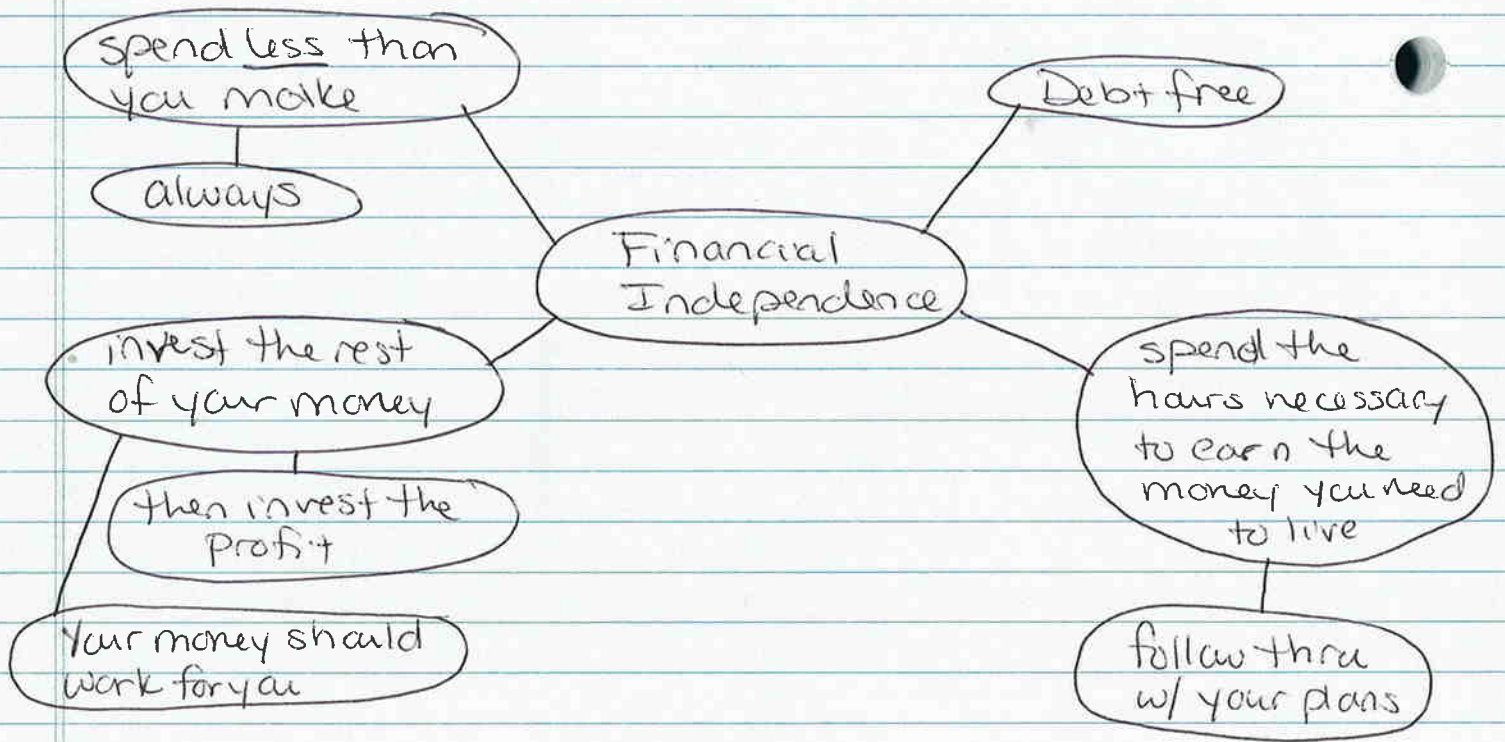 spend less than
you make
always
Debt free
Financial
Independence
invest the rest
of your money
then invest the
profit
Your money should
work for you
spend the
hours necessary
to earn the
money you need
to live
follow thru
w/ your plans